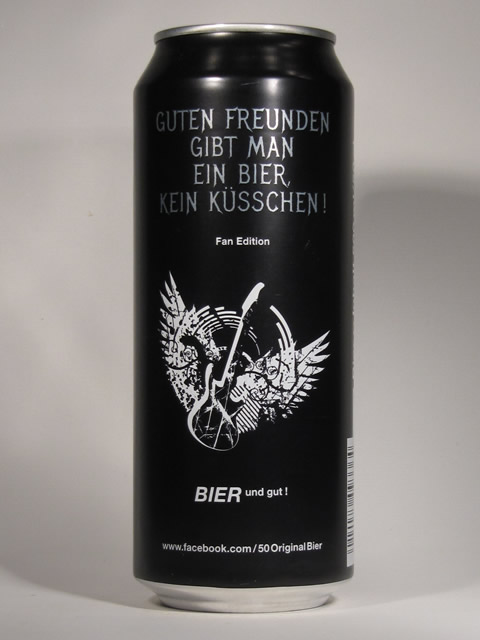 GUTEN FREUNDEN
GIBT MAN
EIN BIER,
KEIN KÜSSCHEN!
Fan Edition
BIER und gut !
www.facebook.com/50OriginalBier